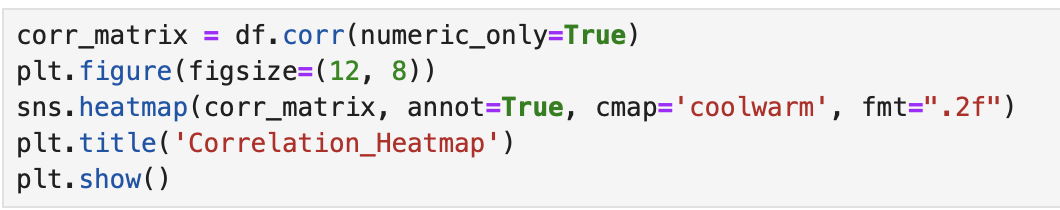 corr_matrix = df.corr(numeric_only=True)
plt.figure(figsize=(12, 8))
sns.heatmap(corr_matrix, annot=True, cmap='coolwarm', fmt=".2f")
plt.title('Correlation_Heatmap')
plt.show()